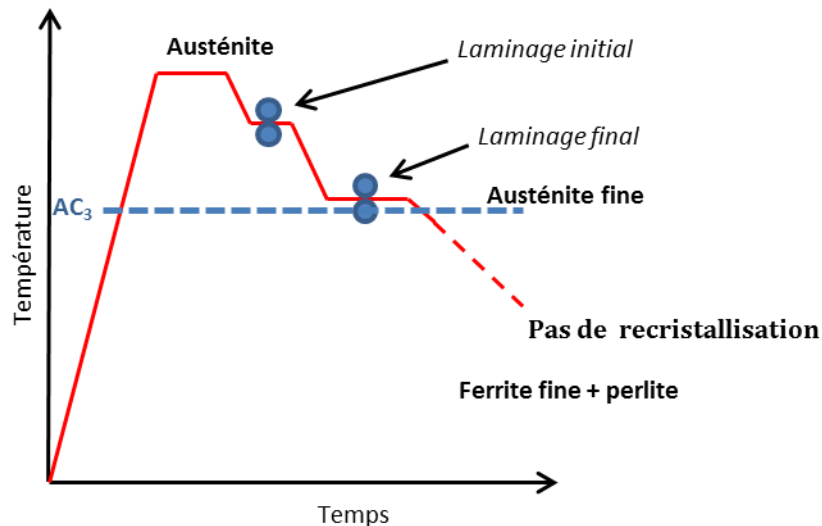 Austénite
Laminage initial
Laminage final
Austénite fine
AC₃
Température
Pas de recristallisation
Ferrite fine + perlite
Temps